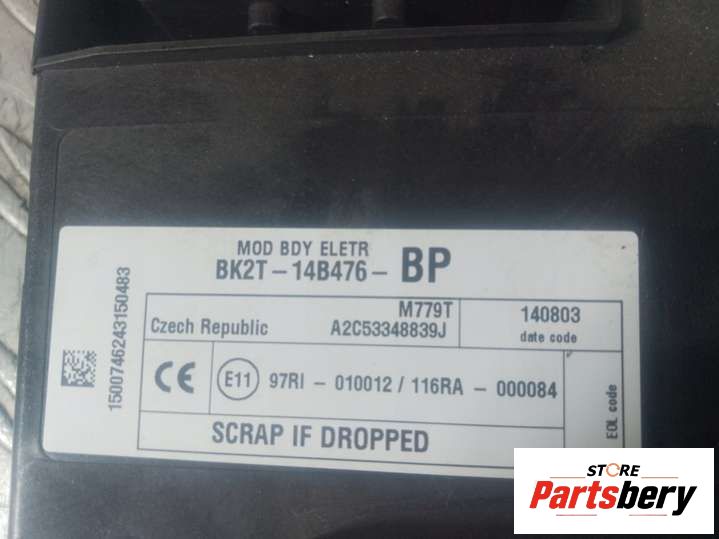 MOD BDY ELETR
BK2T-14B476- BP
M779T
Czech Republic A2C53348839J
140803
date code
1500746243150483
CE E11 97RI - 010012 / 116RA - 000084
EOL code
SCRAP IF DROPPED
STORE
Partsbery